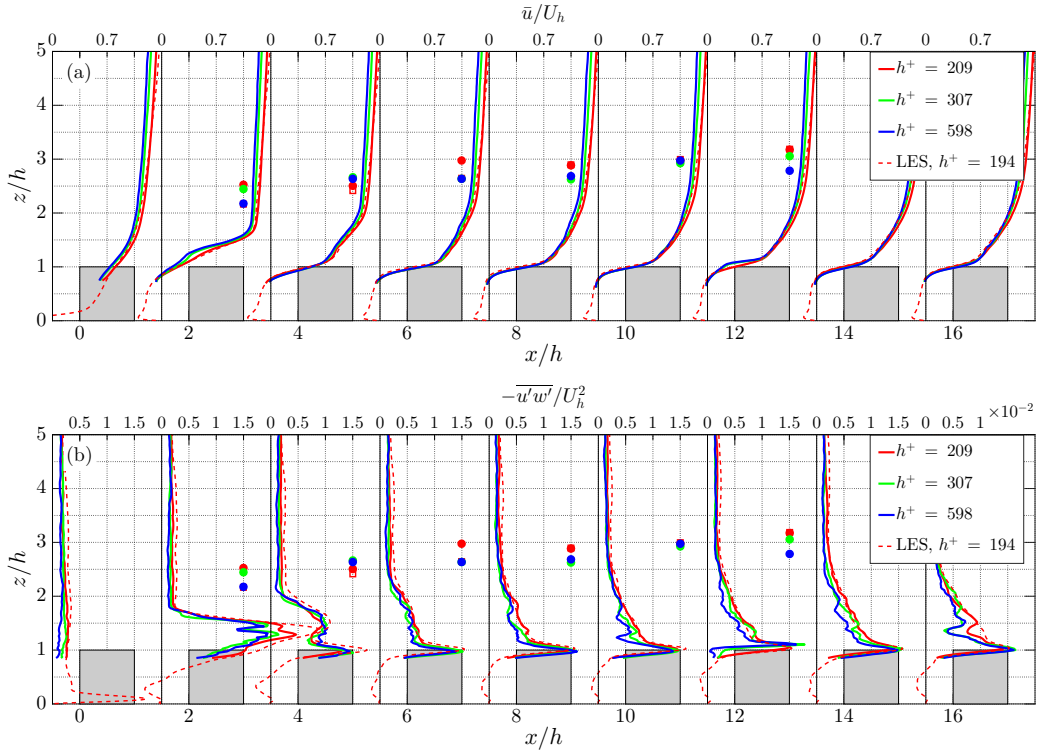 ū/U_h
0 0.7 0 0.7 0 0.7 0 0.7 0 0.7 0 0.7 0 0.7 0 0.7 0 0.7
(a)
5
4
3
2
1
0
z/h
h⁺ = 209
h⁺ = 307
h⁺ = 598
LES, h⁺ = 194
0 2 4 6 8 10 12 14 16
x/h
−\overline{u′w′}/U_h^2
0.5 1 1.5 0 0.5 1 1.5 0 0.5 1 1.5 0 0.5 1 1.5 0 0.5 1 1.5 0 0.5 1 1.5 0 0.5 1 1.5 0 0.5 1 1.5 0 0.5 1 ×10⁻²
(b)
5
4
3
2
1
0
z/h
h⁺ = 209
h⁺ = 307
h⁺ = 598
LES, h⁺ = 194
0 2 4 6 8 10 12 14 16
x/h